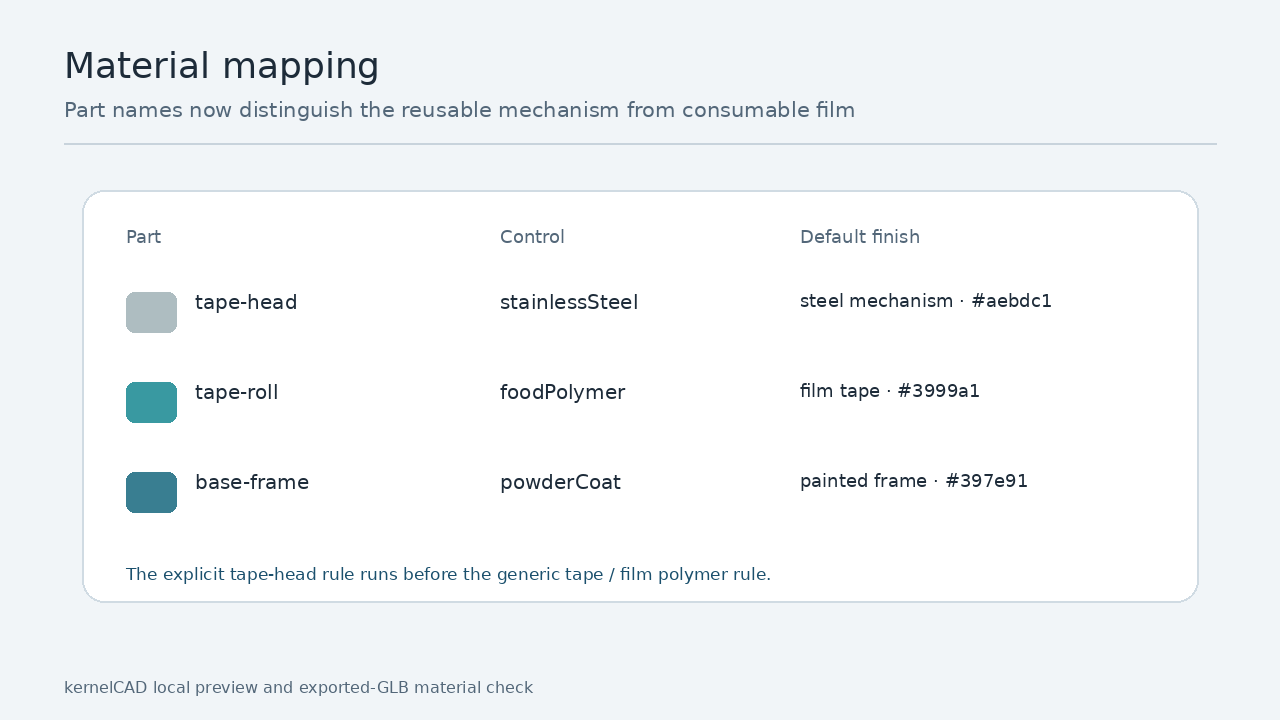 Material mapping
Part names now distinguish the reusable mechanism from consumable film
Part Control Default finish
tape-head stainlessSteel steel mechanism · #aebdc1
tape-roll foodPolymer film tape · #3999a1
base-frame powderCoat painted frame · #397e91
The explicit tape-head rule runs before the generic tape / film polymer rule.
kernelCAD local preview and exported-GLB material check